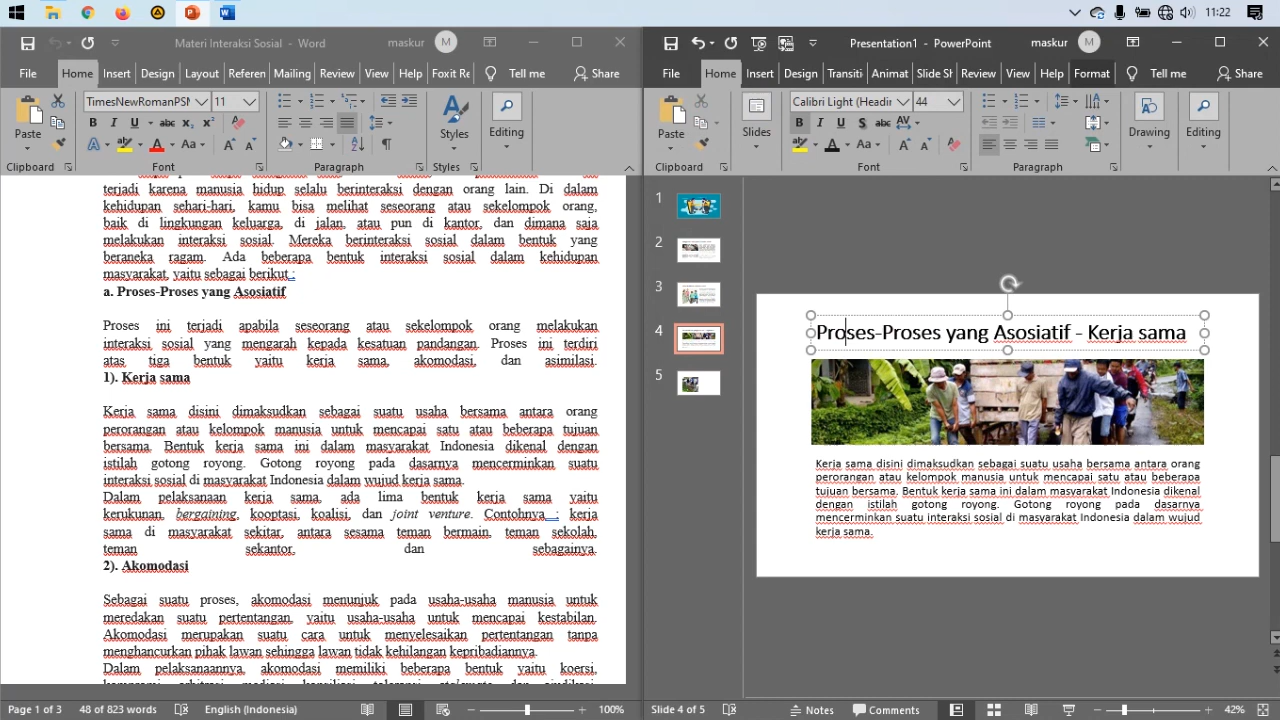 11:22
Materi Interaksi Sosial - Word
maskur
M
Presentation1 - PowerPoint
maskur
M
File Home Insert Design Layout Referen Mailing Review View Help Foxit Re Tell me Share
File Home Insert Design Transiti Animat Slide Sh Review View Help Format Tell me Share
TimesNewRomanPSM 11
Calibri Light (Headin 44
Paste
Styles
Editing
Paste
Slides
Drawing
Editing
Clipboard Font Paragraph Styles
Clipboard Font Paragraph
terjadi karena manusia hidup selalu berinteraksi dengan orang lain. Di dalam
kehidupan sehari-hari, kamu bisa melihat seseorang atau sekelompok orang,
baik di lingkungan keluarga, di jalan, atau pun di kantor, dan dimana saja
melakukan interaksi sosial. Mereka berinteraksi sosial dalam bentuk yang
beraneka ragam. Ada beberapa bentuk interaksi sosial dalam kehidupan
masyarakat, yaitu sebagai berikut :
a. Proses-Proses yang Asosiatif
Proses ini terjadi apabila seseorang atau sekelompok orang melakukan
interaksi sosial yang mengarah kepada kesatuan pandangan. Proses ini terdiri
atas tiga bentuk yaitu kerja sama, akomodasi, dan asimilasi.
1). Kerja sama
Kerja sama disini dimaksudkan sebagai suatu usaha bersama antara orang
perorangan atau kelompok manusia untuk mencapai satu atau beberapa tujuan
bersama. Bentuk kerja sama ini dalam masyarakat Indonesia dikenal dengan
istilah gotong royong. Gotong royong pada dasarnya mencerminkan suatu
interaksi sosial di masyarakat Indonesia dalam wujud kerja sama.
Dalam pelaksanaan kerja sama, ada lima bentuk kerja sama yaitu
kerukunan, bergaining, kooptasi, koalisi, dan joint venture. Contohnya : kerja
sama di masyarakat sekitar, antara sesama teman bermain, teman sekolah,
teman sekantor, dan sebagainya.
2). Akomodasi
Sebagai suatu proses, akomodasi menunjuk pada usaha-usaha manusia untuk
meredakan suatu pertentangan, yaitu usaha-usaha untuk mencapai kestabilan.
Akomodasi merupakan suatu cara untuk menyelesaikan pertentangan tanpa
menghancurkan pihak lawan sehingga lawan tidak kehilangan kepribadiannya.
Dalam pelaksanaannya, akomodasi memiliki beberapa bentuk yaitu koersi,
1
2
3
4
5
Proses-Proses yang Asosiatif - Kerja sama
Kerja sama disini dimaksudkan sebagai suatu usaha bersama antara orang
perorangan atau kelompok manusia untuk mencapai satu atau beberapa
tujuan bersama. Bentuk kerja sama ini dalam masyarakat Indonesia dikenal
dengan istilah gotong royong. Gotong royong pada dasarnya
mencerminkan suatu interaksi sosial di masyarakat Indonesia dalam wujud
kerja sama.
Page 1 of 3 48 of 823 words English (Indonesia) 100%
Slide 4 of 5 Notes Comments 42%